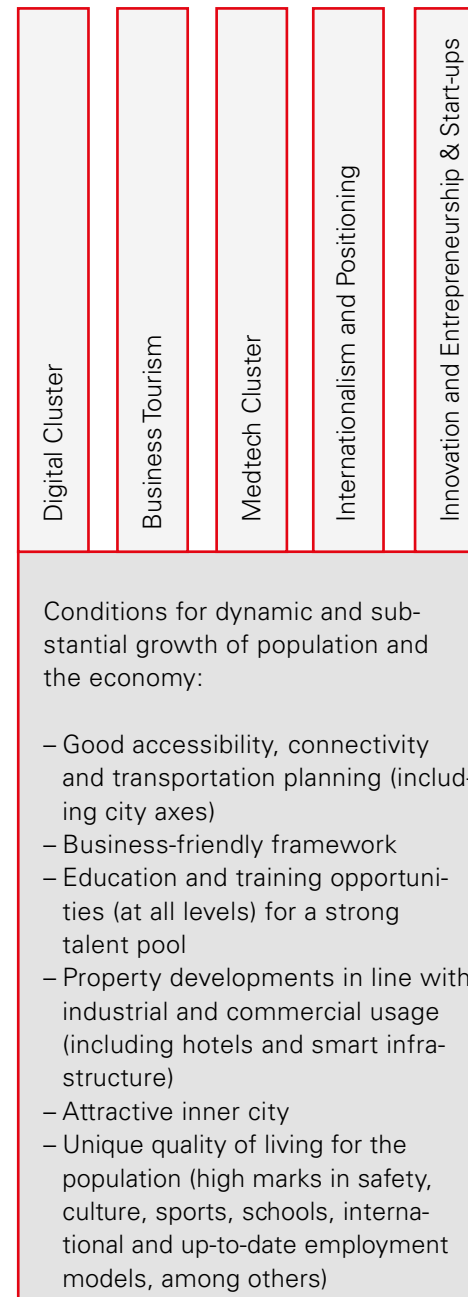 Digital Cluster
Business Tourism
Medtech Cluster
Internationalism and Positioning
Innovation and Entrepreneurship & Start-ups
Conditions for dynamic and sub-
stantial growth of population and
the economy:
– Good accessibility, connectivity
and transportation planning (includ-
ing city axes)
– Business-friendly framework
– Education and training opportuni-
ties (at all levels) for a strong
talent pool
– Property developments in line with
industrial and commercial usage
(including hotels and smart infra-
structure)
– Attractive inner city
– Unique quality of living for the
population (high marks in safety,
culture, sports, schools, interna-
tional and up-to-date employment
models, among others)